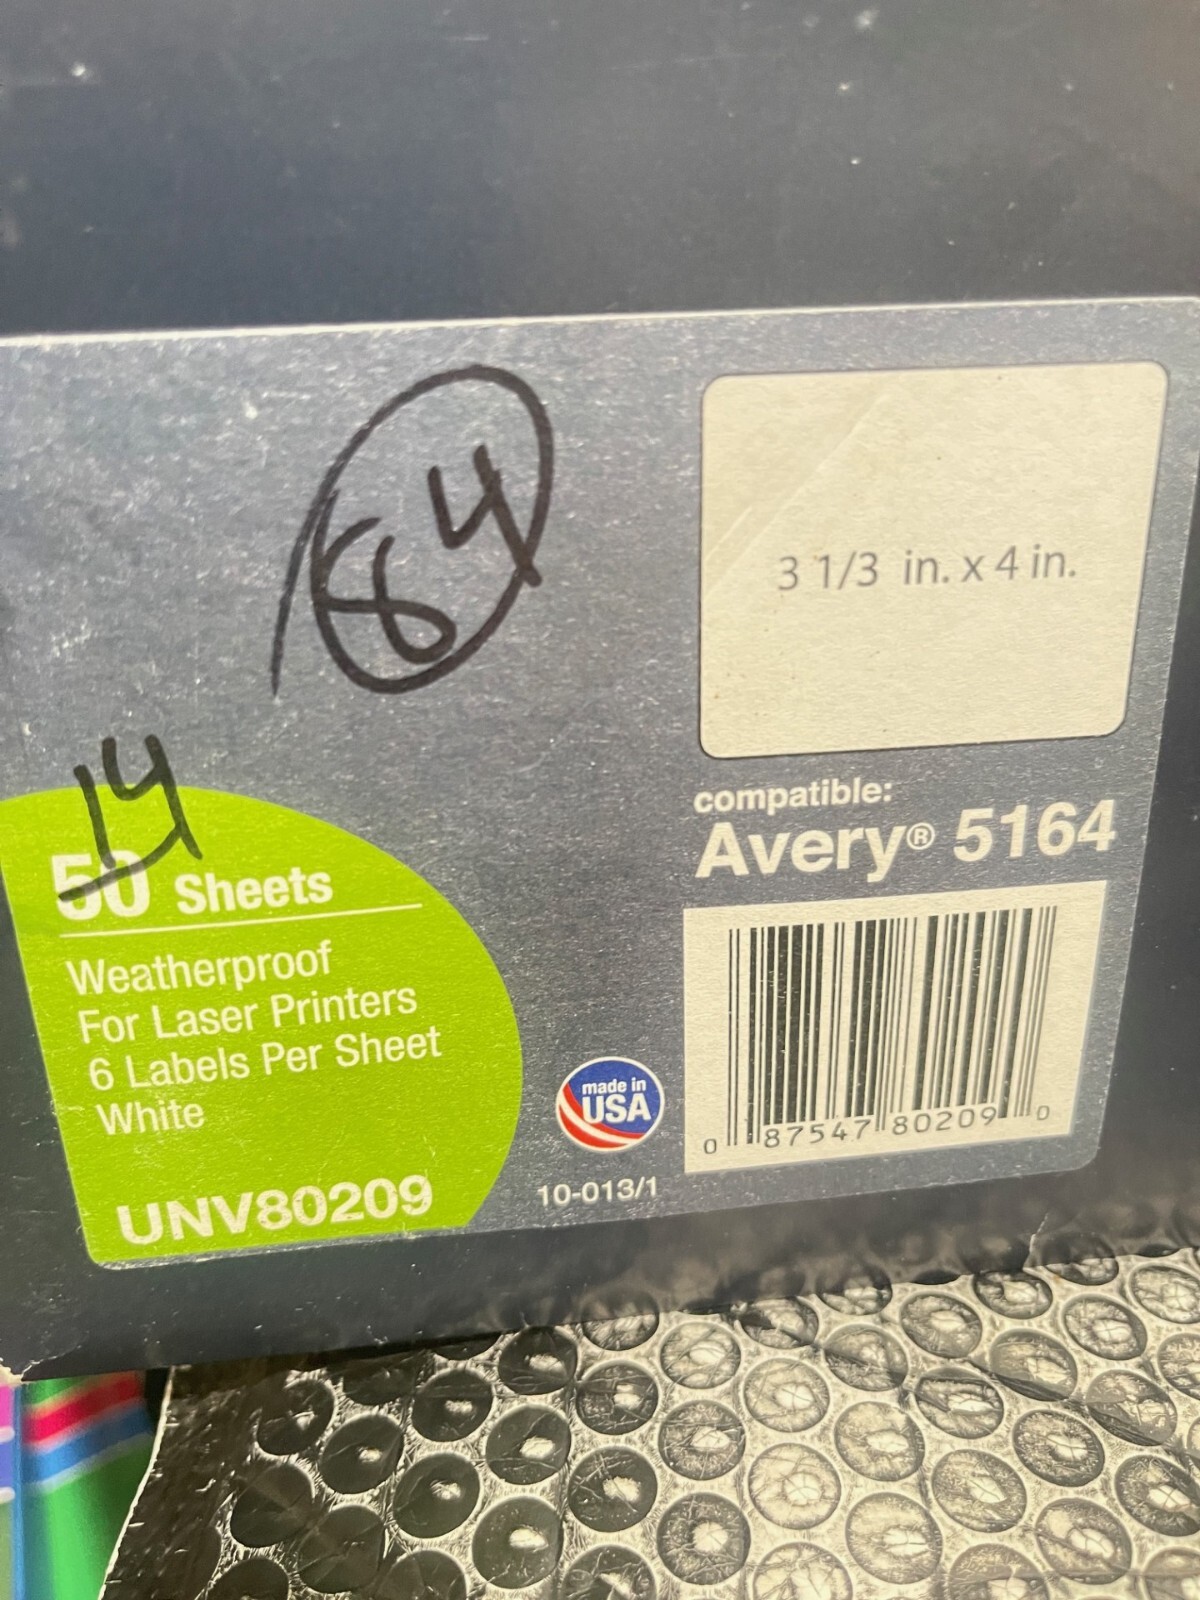 84
3 1/3 in. x 4 in.
14
50 Sheets
Weatherproof
For Laser Printers
6 Labels Per Sheet
White
UNV80209
compatible:
Avery® 5164
0 87547 80209 0
made in
USA
10-013/1